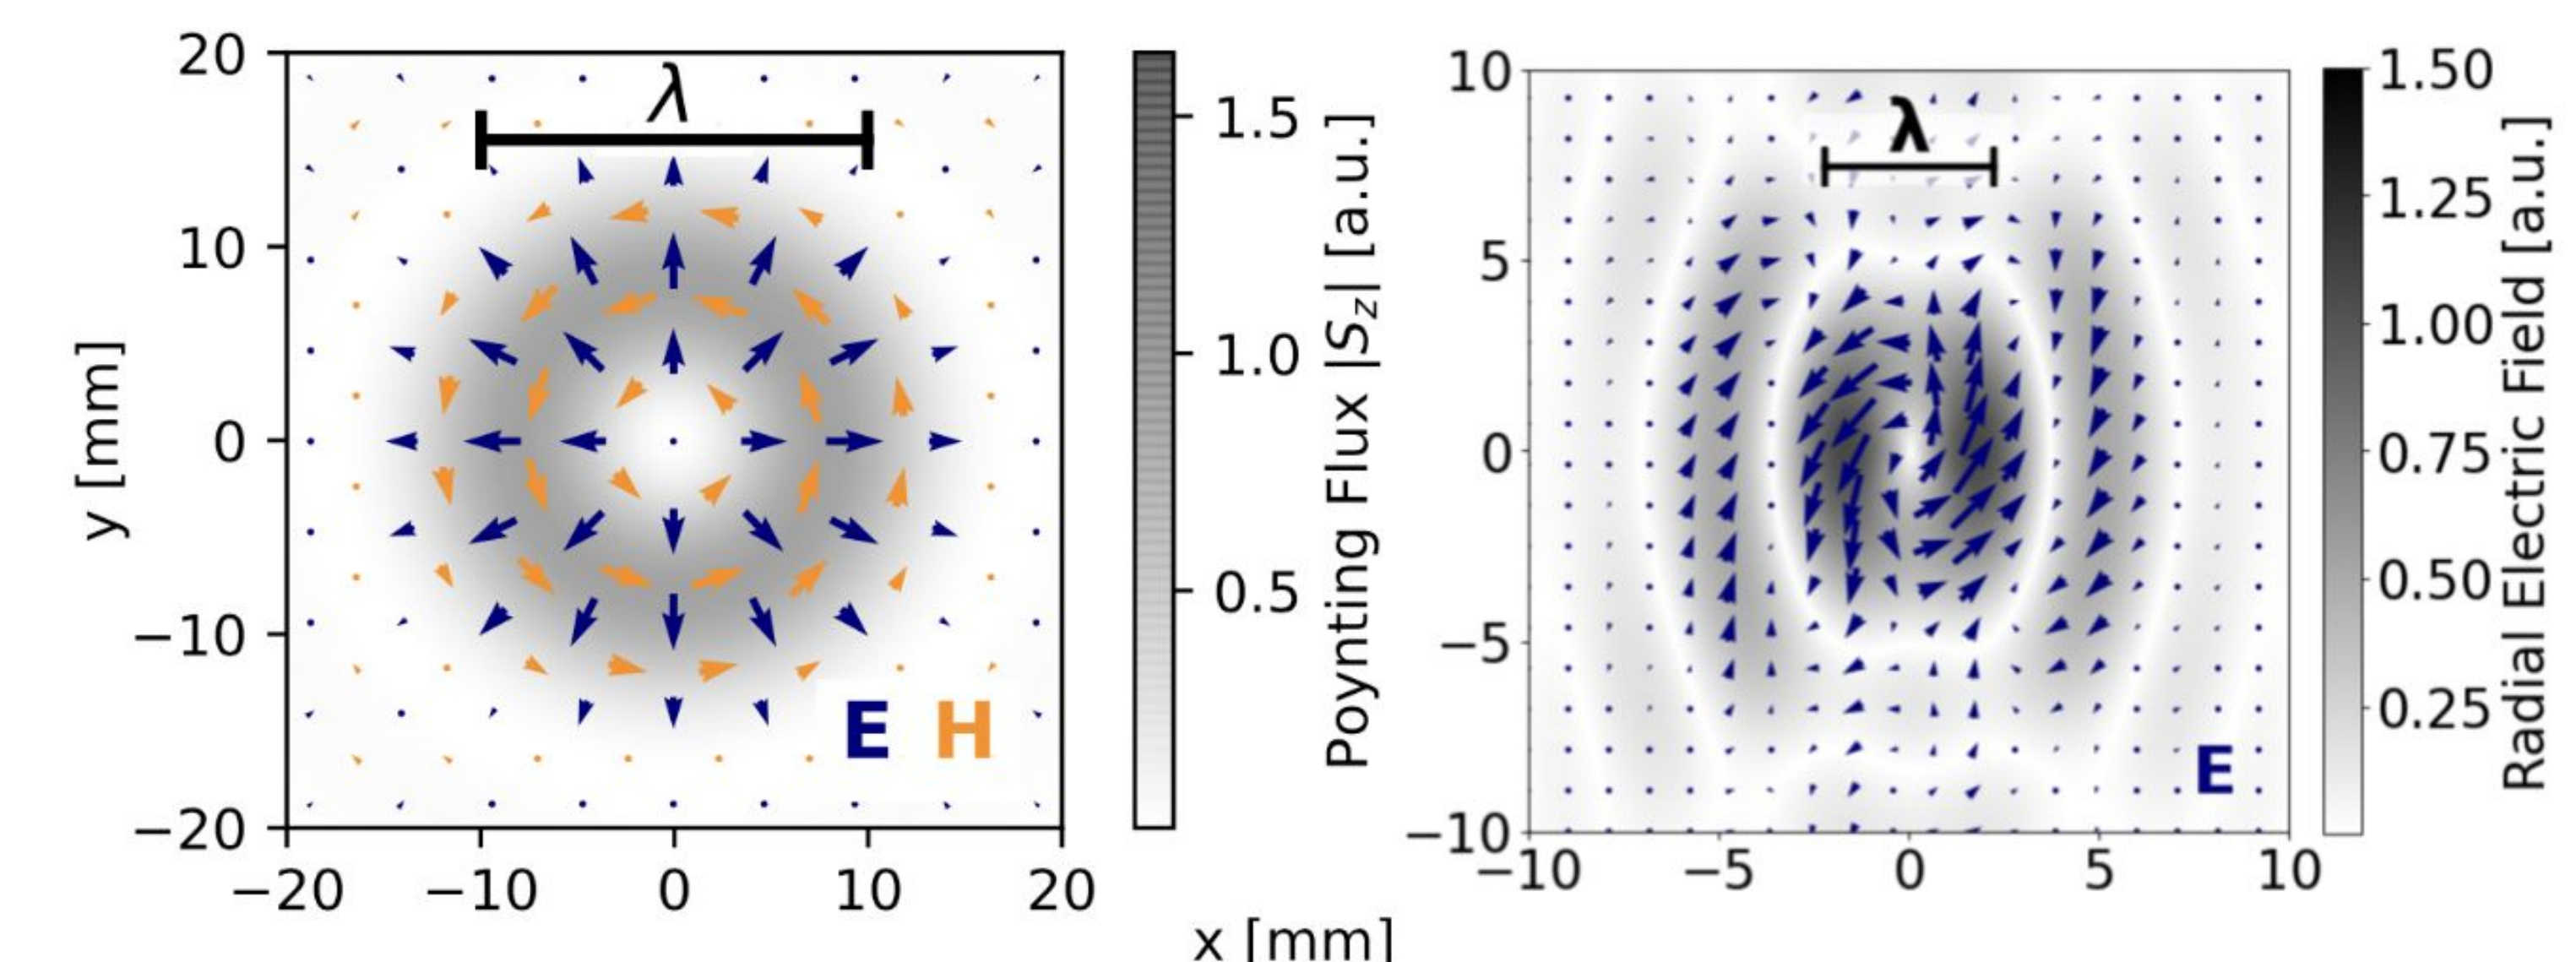 20
10
0
−10
−20
y [mm]
λ
E H
−20 −10 0 10 20
1.5
1.0
0.5
Poynting Flux |S_z| [a.u.]
10
5
0
−5
−10
λ
E
−10 −5 0 5 10
1.50
1.25
1.00
0.75
0.50
0.25
Radial Electric Field [a.u.]
x [mm]